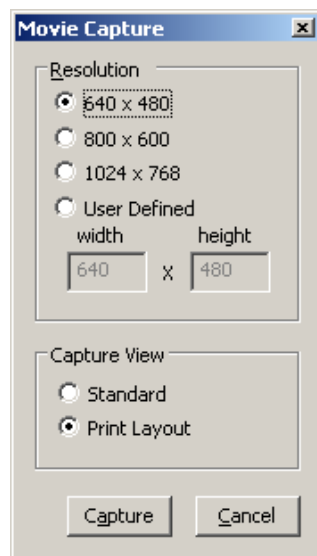 Movie Capture
Resolution
640 x 480
800 x 600
1024 x 768
User Defined
width height
640 x 480
Capture View
Standard
Print Layout
Capture Cancel